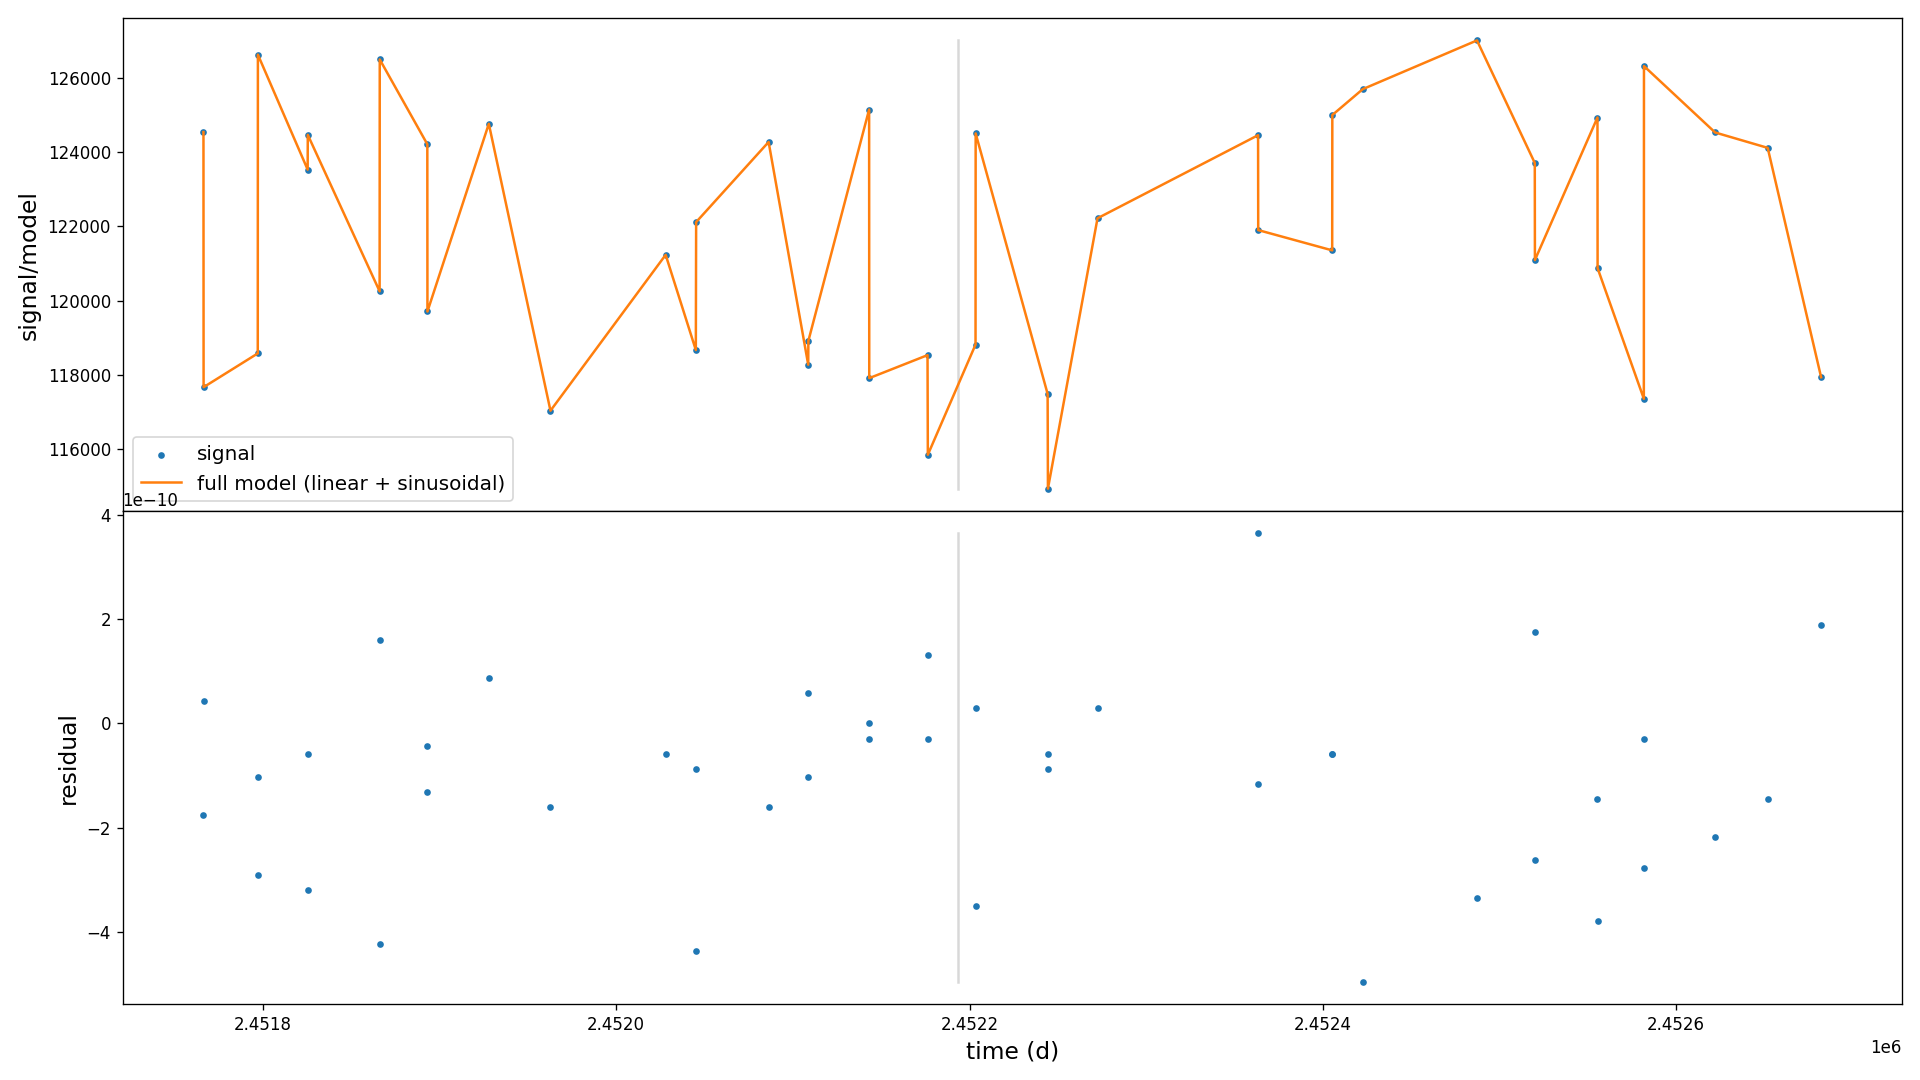 126000
124000
122000
120000
118000
116000
signal/model
signal
full model (linear + sinusoidal)
1e−10
4
2
0
−2
−4
residual
2.4518
2.4520
2.4522
2.4524
2.4526
1e6
time (d)